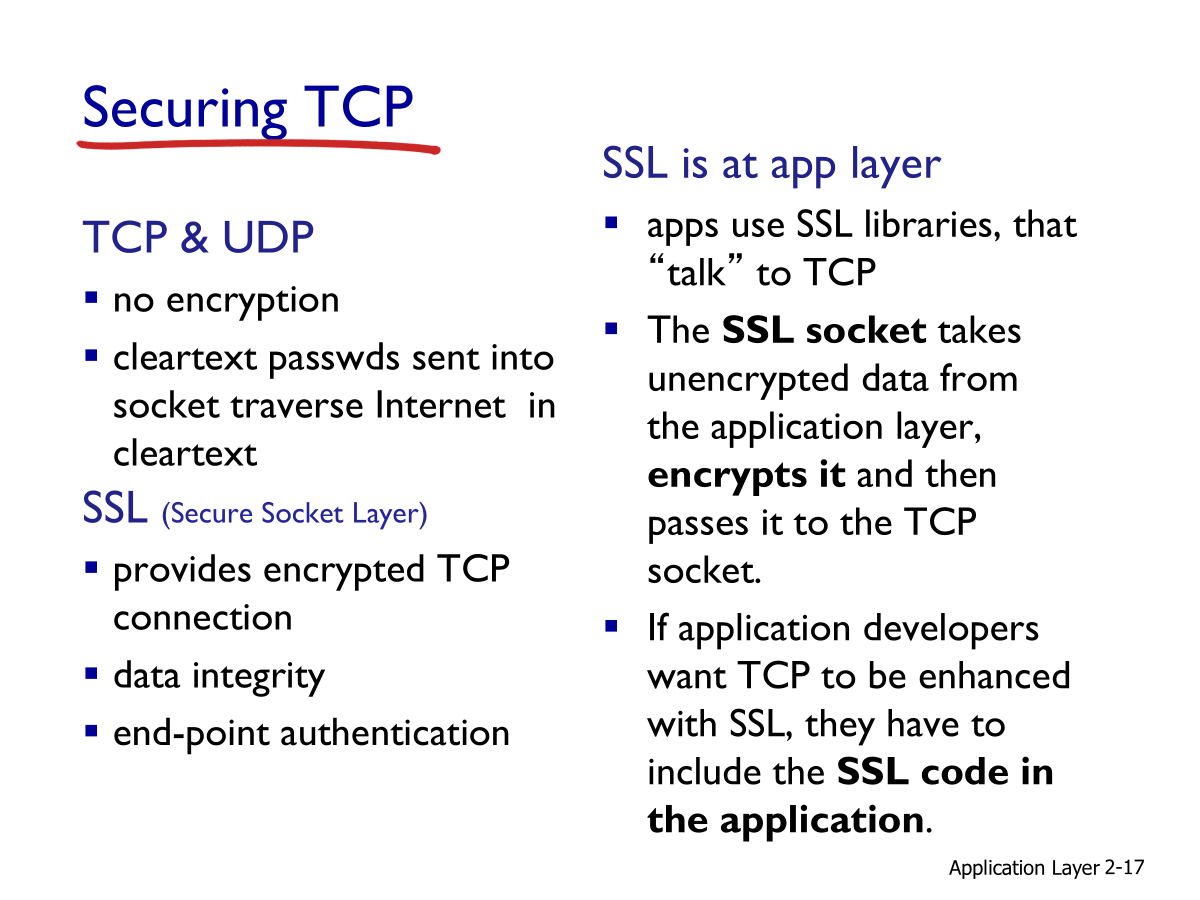 Securing TCP
TCP & UDP
▪ no encryption
▪ cleartext passwds sent into
socket traverse Internet  in
cleartext
SSL (Secure Socket Layer)
▪ provides encrypted TCP
connection
▪ data integrity
▪ end-point authentication
SSL is at app layer
▪ apps use SSL libraries, that
“talk” to TCP
▪ The SSL socket takes
unencrypted data from
the application layer,
encrypts it and then
passes it to the TCP
socket.
▪ If application developers
want TCP to be enhanced
with SSL, they have to
include the SSL code in
the application.
Application Layer 2-17